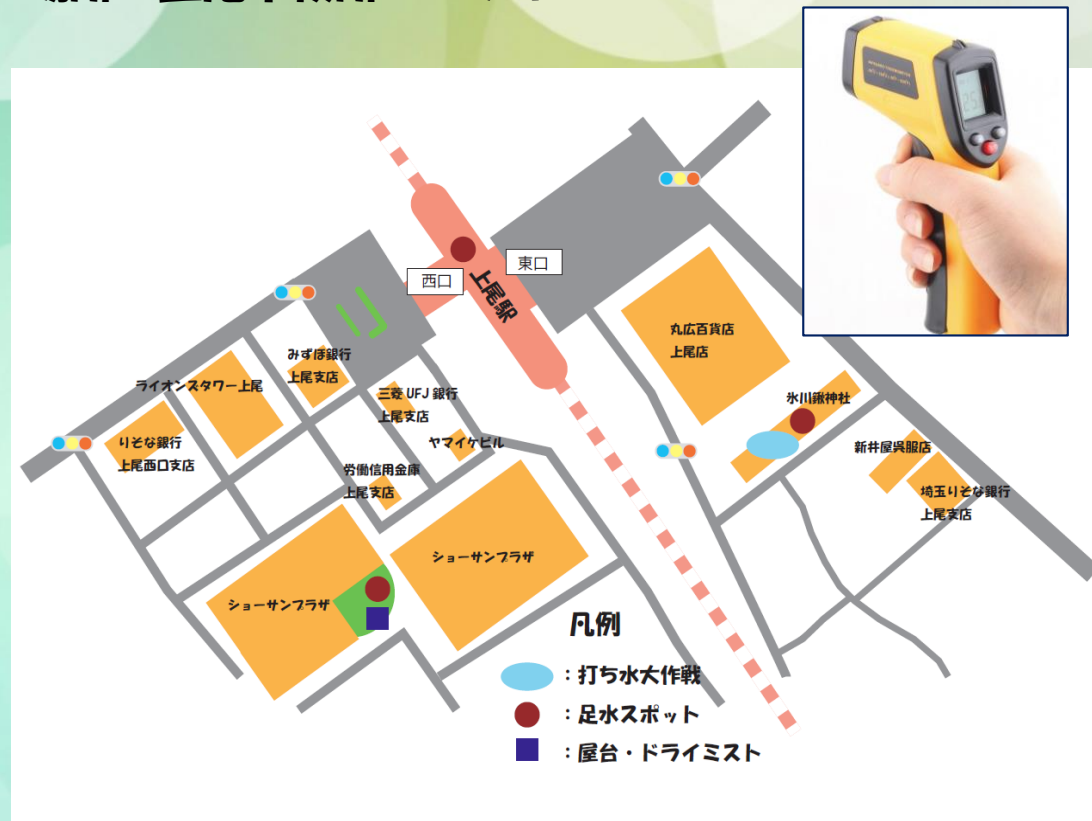 西口
東口
上尾駅
丸広百貨店
上尾店
みずほ銀行
上尾支店
ライオンズタワー上尾
三菱 UFJ 銀行
上尾支店
氷川鍬神社
りそな銀行
上尾西口支店
ヤマイケビル
新井屋呉服店
労働信用金庫
上尾支店
埼玉りそな銀行
上尾支店
ショーサンプラザ
ショーサンプラザ
凡例
：打ち水大作戦
：足水スポット
：屋台・ドライミスト